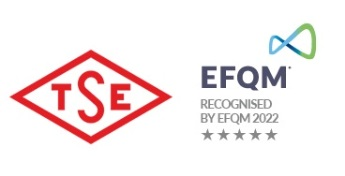 TSE
EFQM
RECOGNISED
BY EFQM 2022